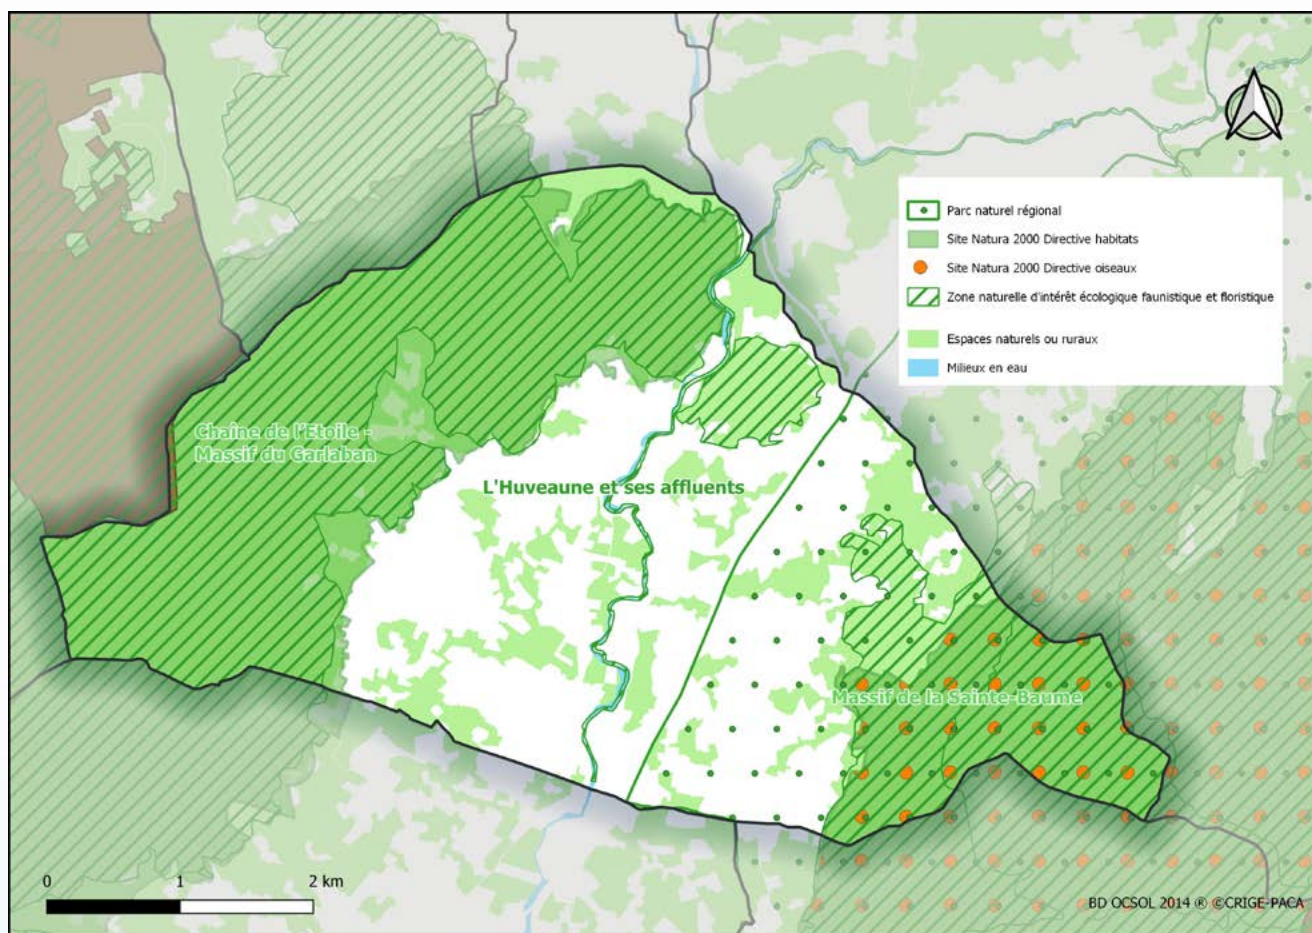 Parc naturel régional
Site Natura 2000 Directive habitats
Site Natura 2000 Directive oiseaux
Zone naturelle d'intérêt écologique faunistique et floristique
Espaces naturels ou ruraux
Milieux en eau
Chaîne de l'Etoile -
Massif du Garlaban
L'Huveaune et ses affluents
Massif de la Sainte-Baume
0 1 2 km
BD OCSOL 2014 ® ©CRIGE-PACA